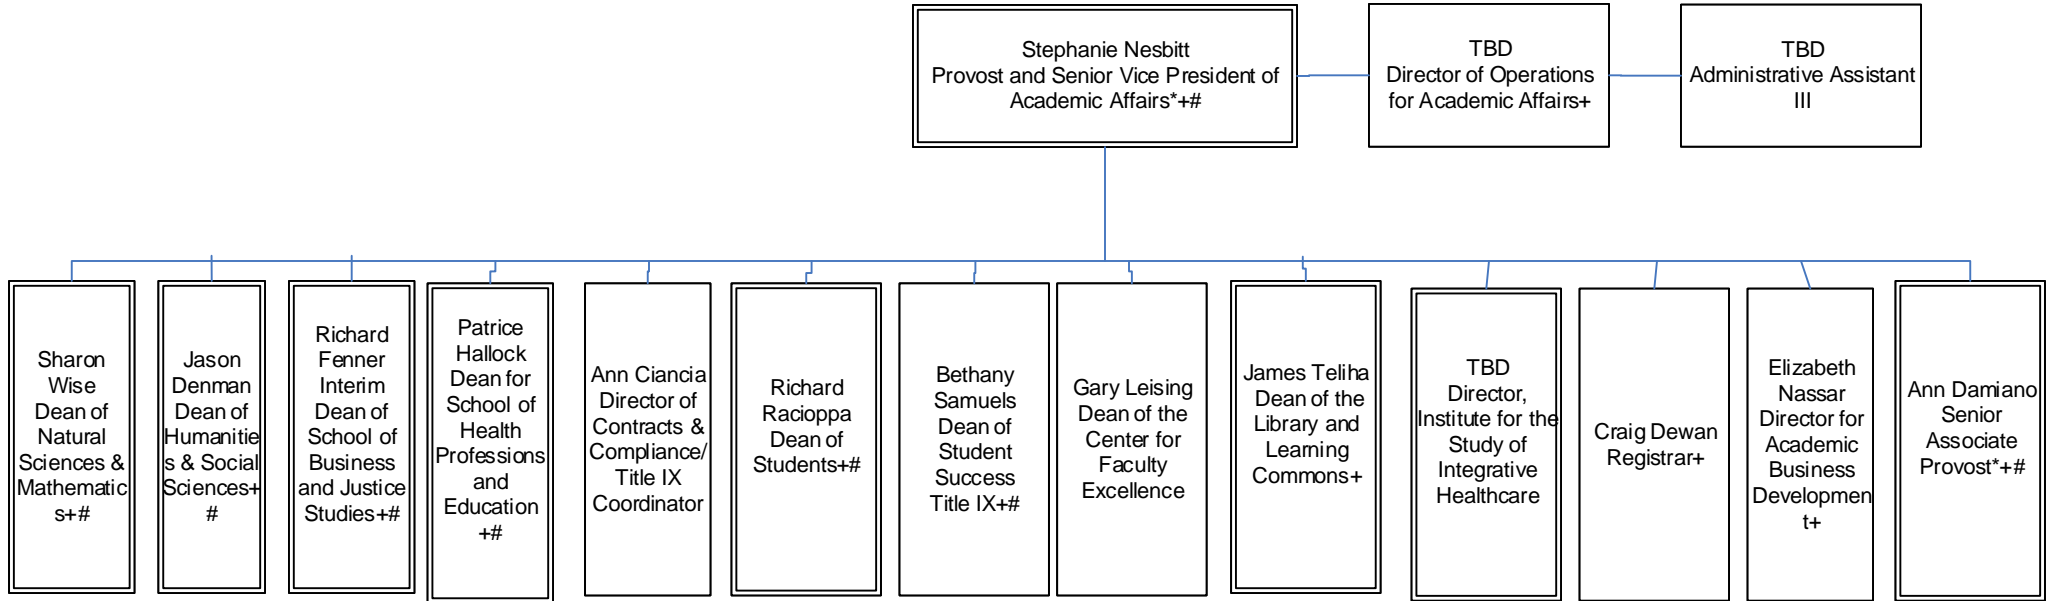 Stephanie Nesbitt
Provost and Senior Vice President of
Academic Affairs*+#
TBD
Director of Operations
for Academic Affairs+
TBD
Administrative Assistant
III
Sharon
Wise
Dean of
Natural
Sciences &
Mathematic
s+#
Jason
Denman
Dean of
Humanitie
s & Social
Sciences+
#
Richard
Fenner
Interim
Dean of
School of
Business
and Justice
Studies+#
Patrice
Hallock
Dean for
School of
Health
Professions
and
Education
+#
Ann Ciancia
Director of
Contracts &
Compliance/
Title IX
Coordinator
Richard
Racioppa
Dean of
Students+#
Bethany
Samuels
Dean of
Student
Success
Title IX+#
Gary Leising
Dean of the
Center for
Faculty
Excellence
James Teliha
Dean of the
Library and
Learning
Commons+
TBD
Director,
Institute for the
Study of
Integrative
Healthcare
Craig Dewan
Registrar+
Elizabeth
Nassar
Director for
Academic
Business
Developmen
t+
Ann Damiano
Senior
Associate
Provost*+#